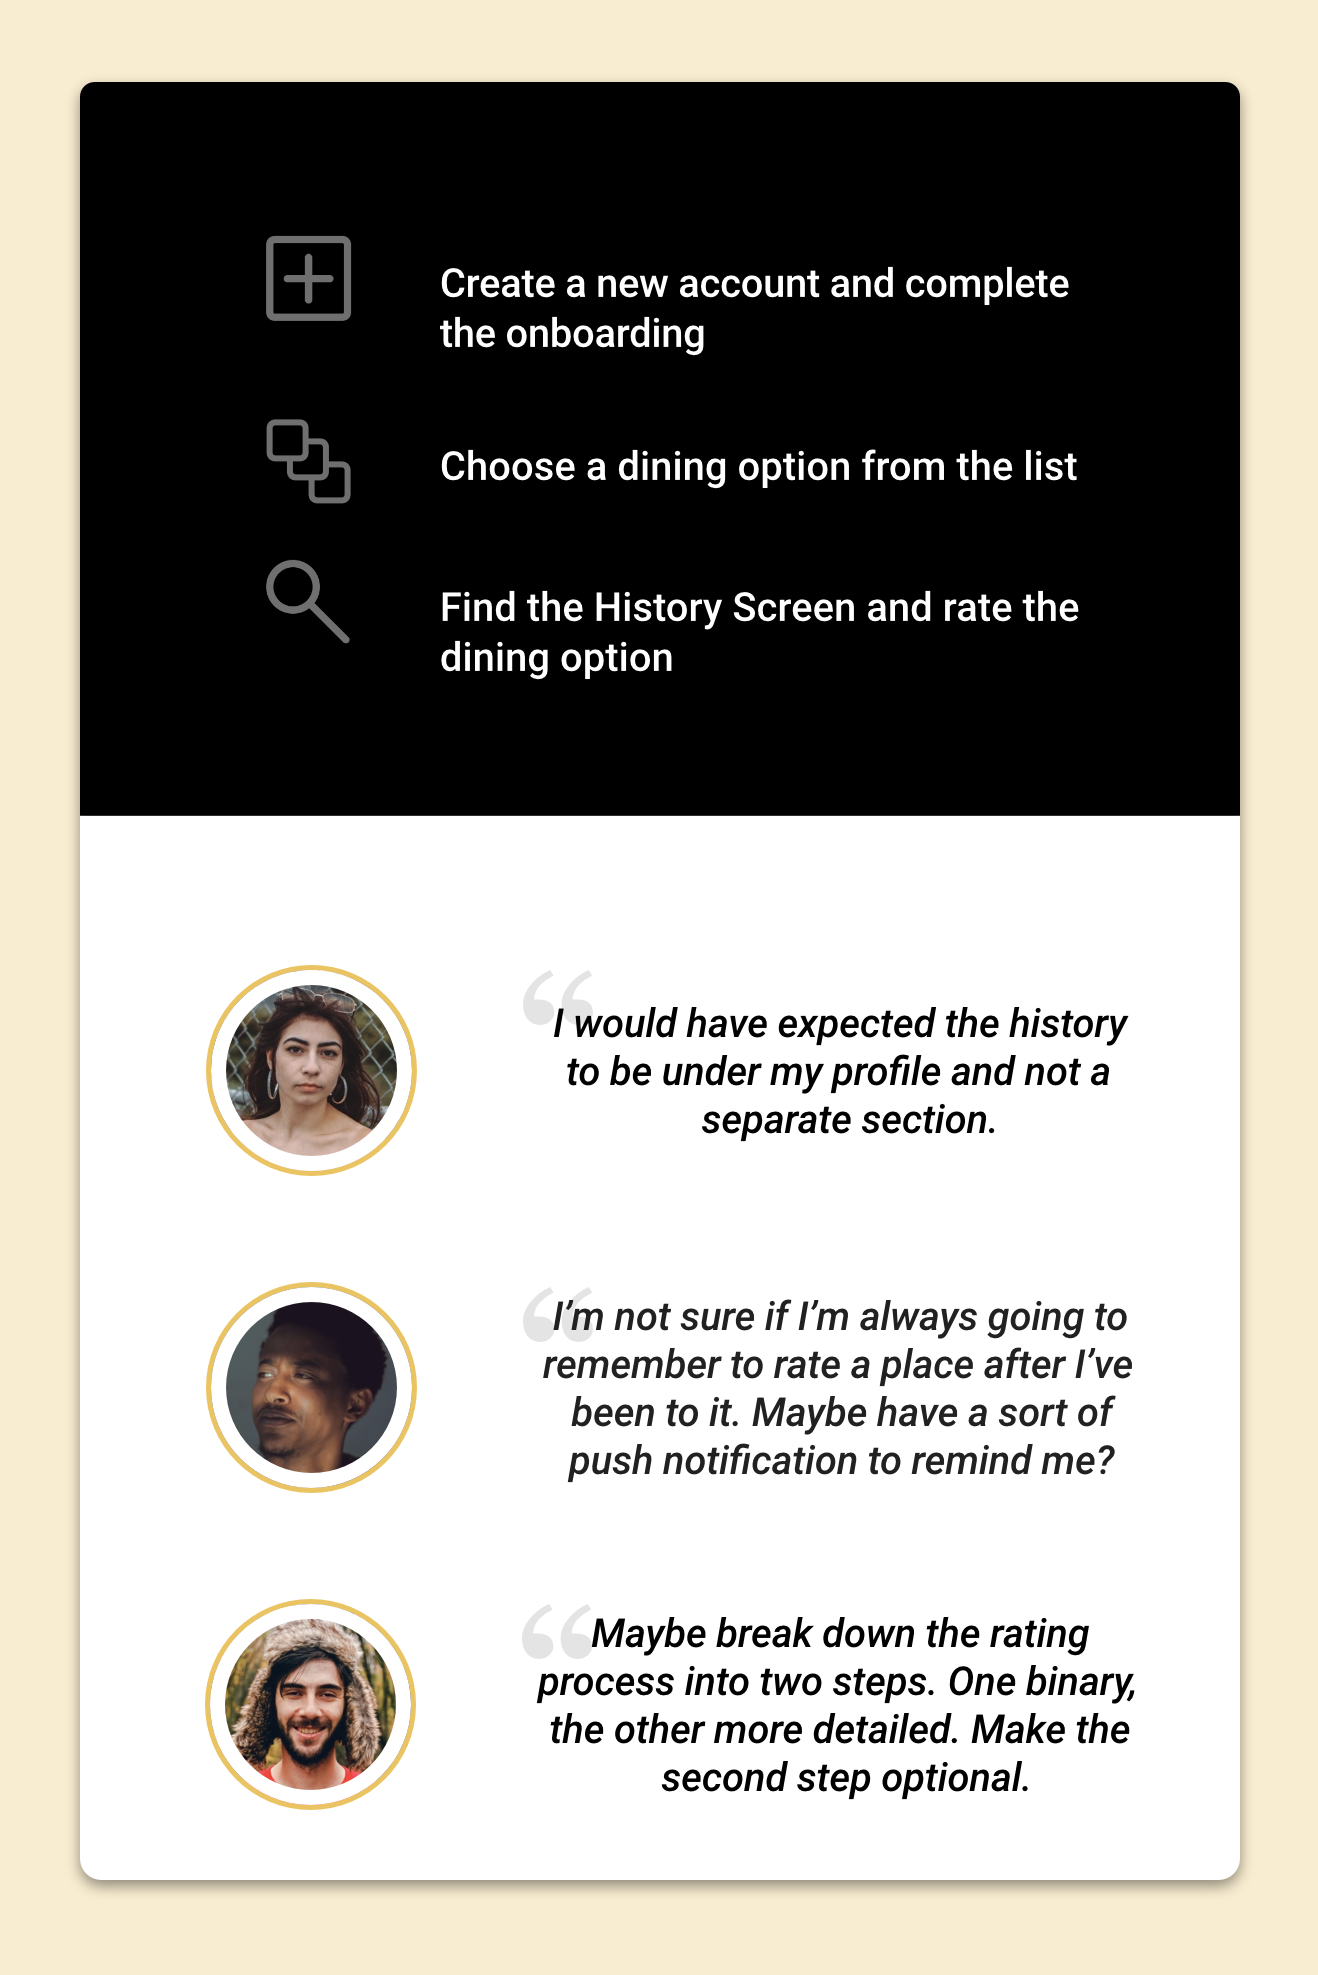 Create a new account and complete
the onboarding
Choose a dining option from the list
Find the History Screen and rate the
dining option
“
I would have expected the history
to be under my profile and not a
separate section.
“
I’m not sure if I’m always going to
remember to rate a place after I’ve
been to it. Maybe have a sort of
push notification to remind me?
“
Maybe break down the rating
process into two steps. One binary,
the other more detailed. Make the
second step optional.